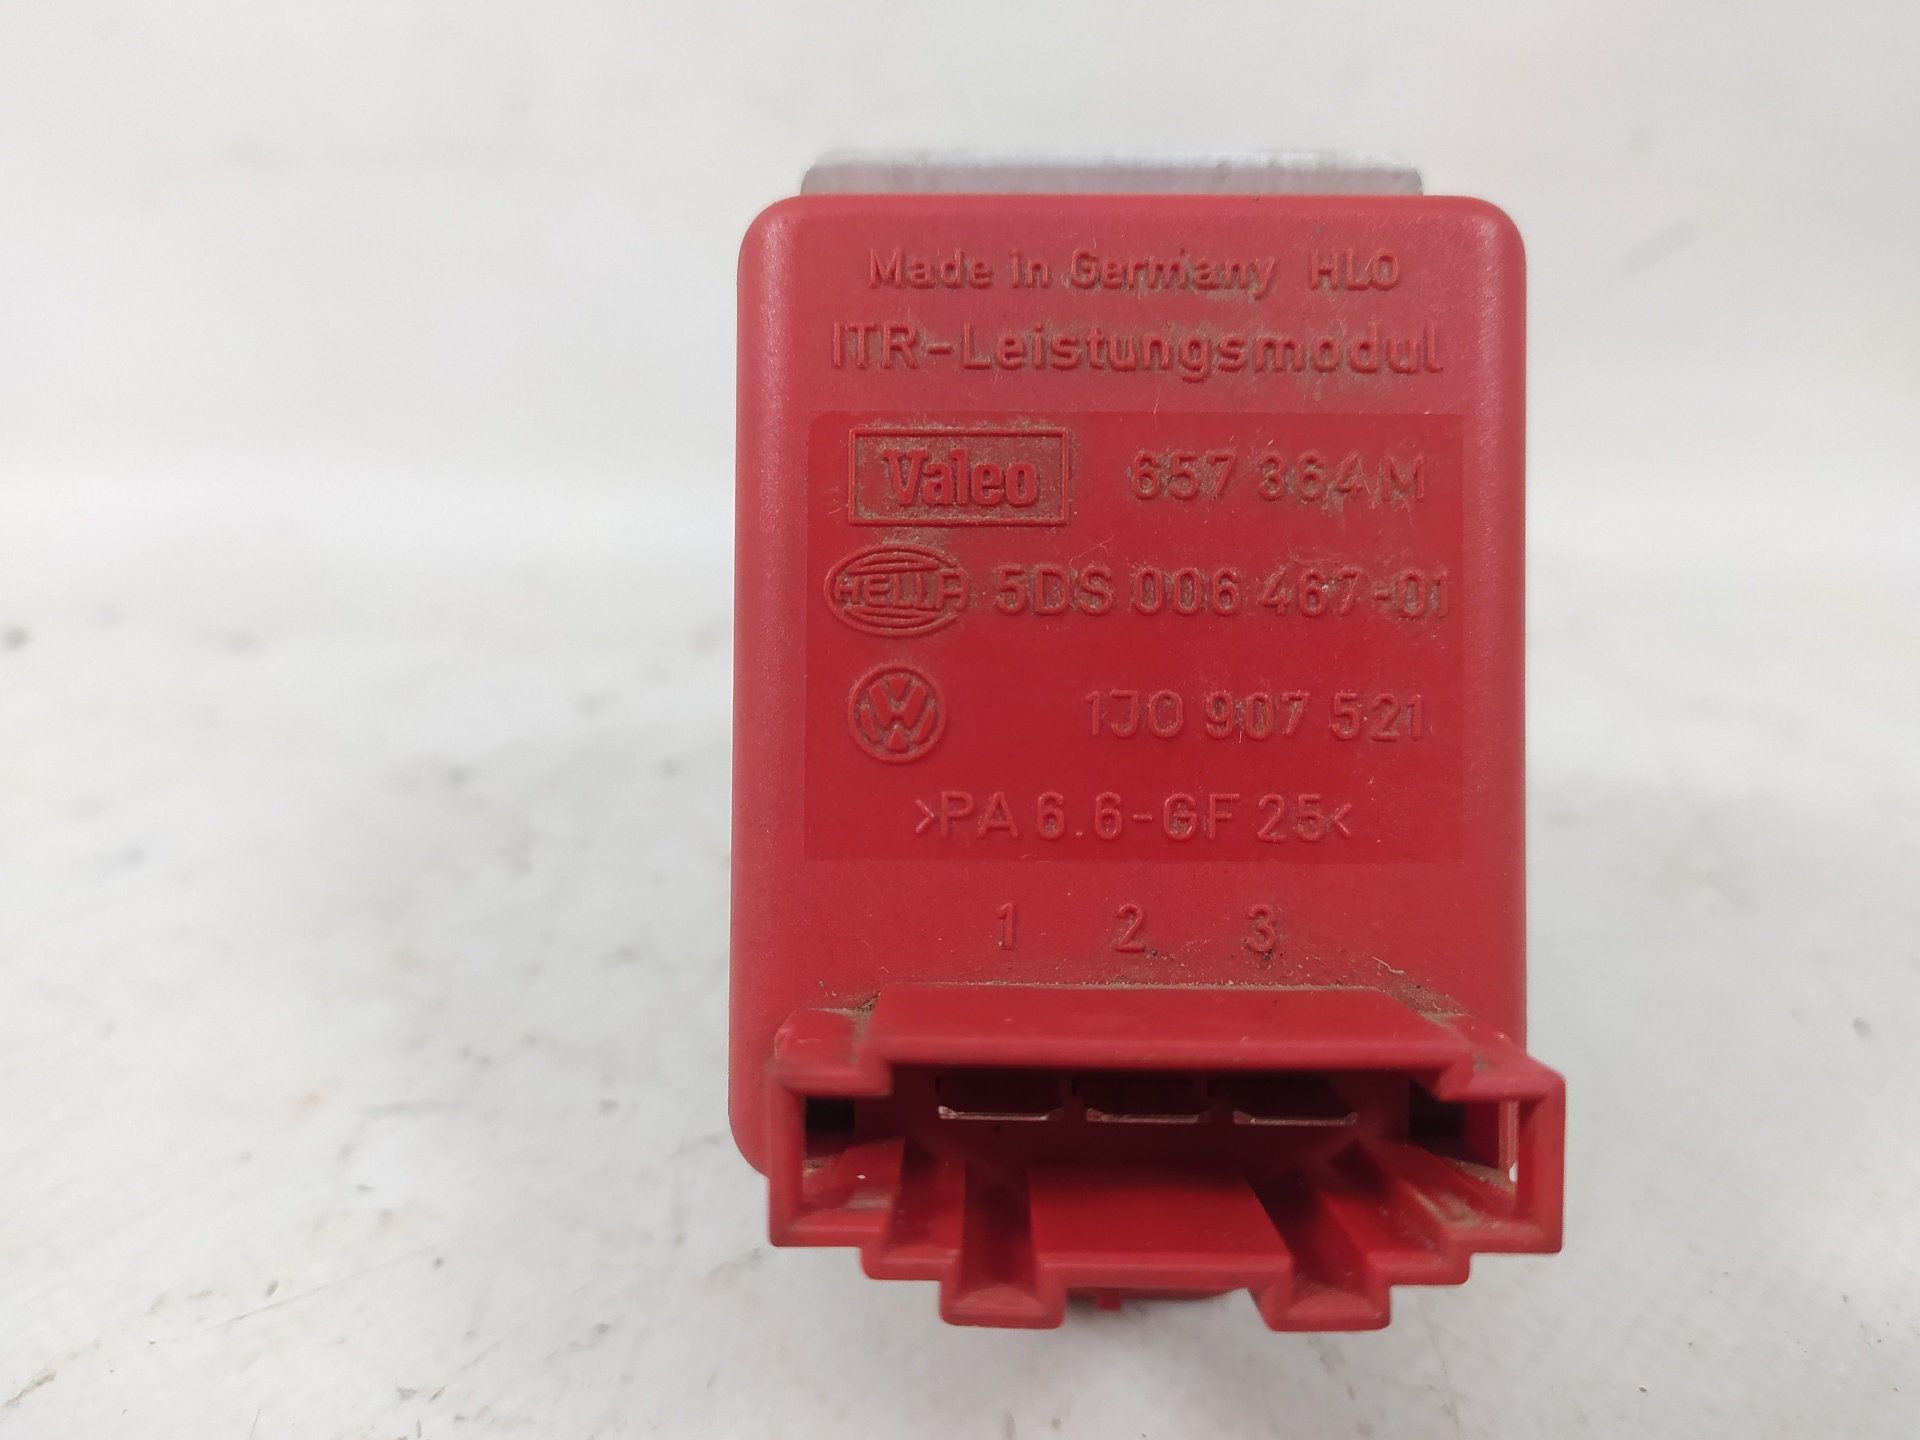 Made in Germany HLO
ITR-Leistungsmodul
Valeo 657 364 M
HELLA 5DS 006 467-01
1J0 907 521
>PA 6.6-GF 25<
1 2 3